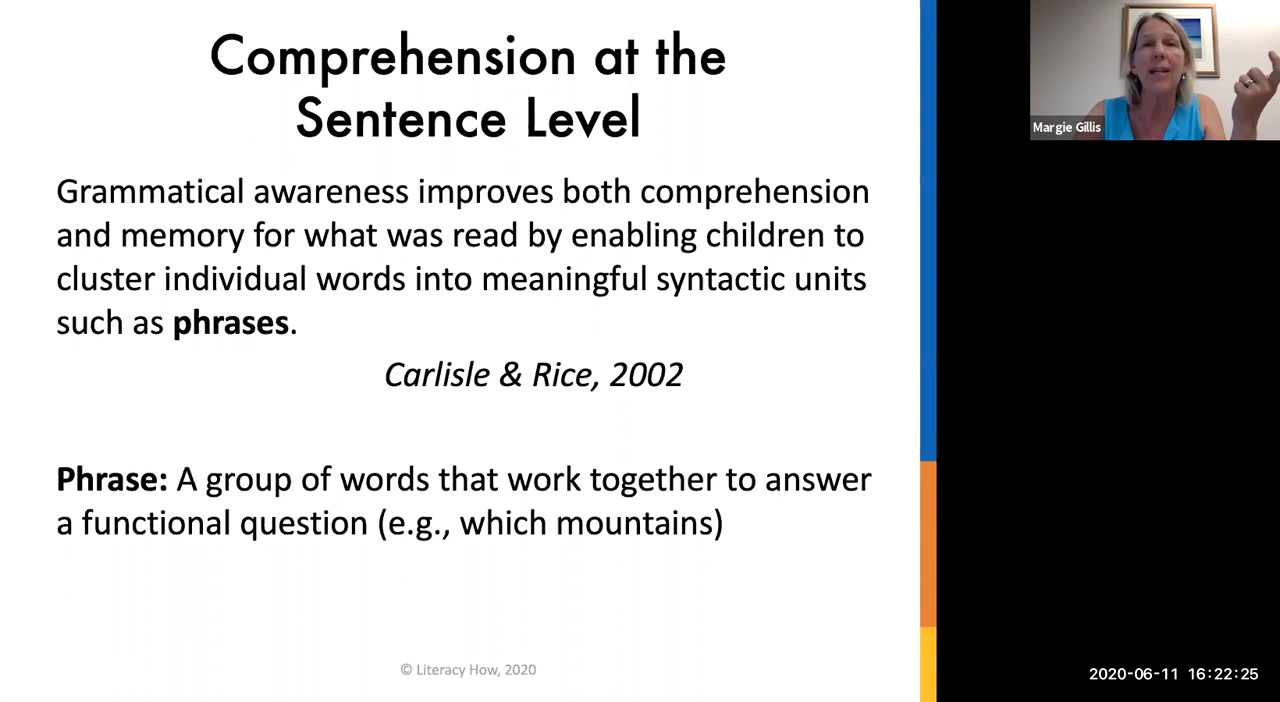 Comprehension at the
Sentence Level
Grammatical awareness improves both comprehension
and memory for what was read by enabling children to
cluster individual words into meaningful syntactic units
such as phrases.
Carlisle & Rice, 2002
Phrase: A group of words that work together to answer
a functional question (e.g., which mountains)
© Literacy How, 2020
Margie Gillis
2020-06-11 16:22:25